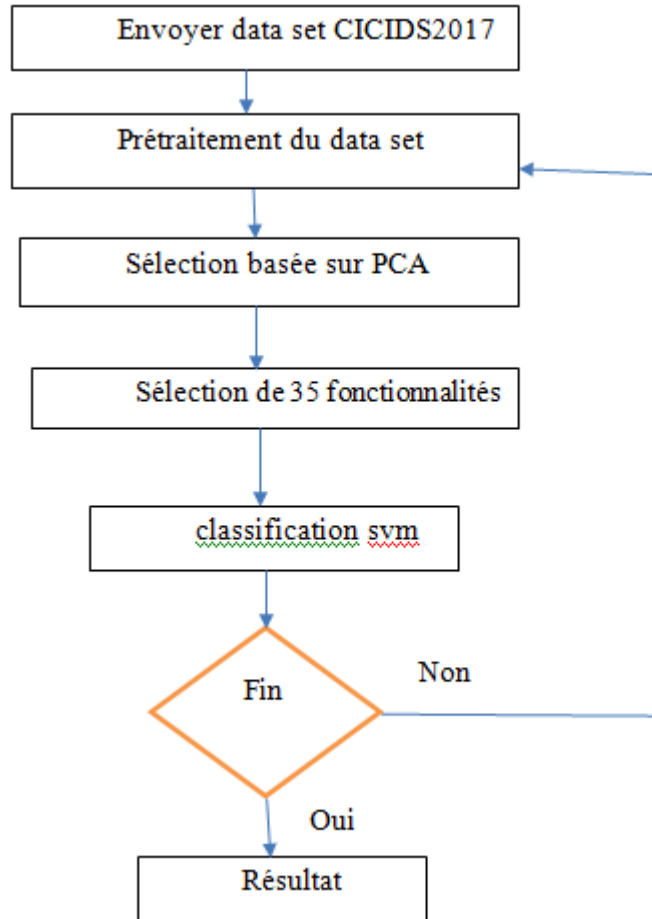 Envoyer data set CICIDS2017
Prétraitement du data set
Sélection basée sur PCA
Sélection de 35 fonctionnalités
classification svm
Fin
Non
Oui
Résultat